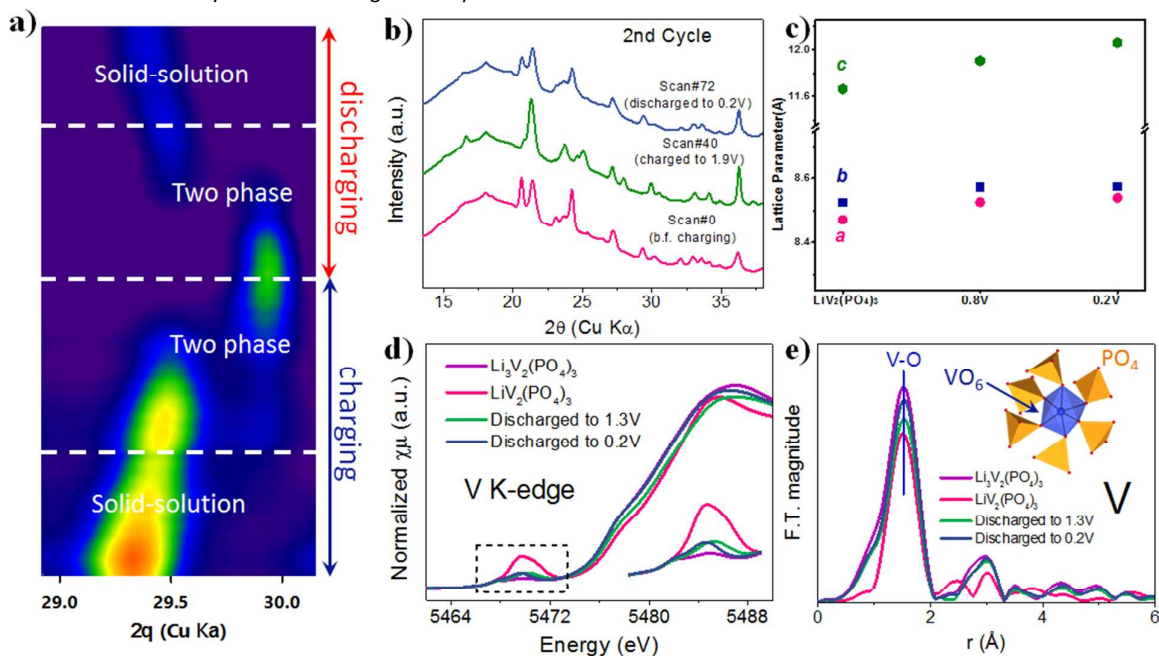 a)
Solid-solution
Two phase
Two phase
Solid-solution
discharging
charging
29.0 29.5 30.0
2q (Cu Ka)
b)
2nd Cycle
Scan#72
(discharged to 0.2V)
Scan#40
(charged to 1.9V)
Scan#0
(b.f. charging)
Intensity (a.u.)
15 20 25 30 35
2θ (Cu Kα)
c)
12.0
11.6
8.6
8.4
Lattice Parameter(Å)
c
b
a
LiV₂(PO₄)₃ 0.8V 0.2V
d)
Li₃V₂(PO₄)₃
LiV₂(PO₄)₃
Discharged to 1.3V
Discharged to 0.2V
V K-edge
Normalized χμ (a.u.)
5464 5472 5480 5488
Energy (eV)
e)
V-O
PO₄
VO₆
Li₃V₂(PO₄)₃
LiV₂(PO₄)₃
Discharged to 1.3V
Discharged to 0.2V
V
F.T. magnitude
0 2 4 6
r (Å)